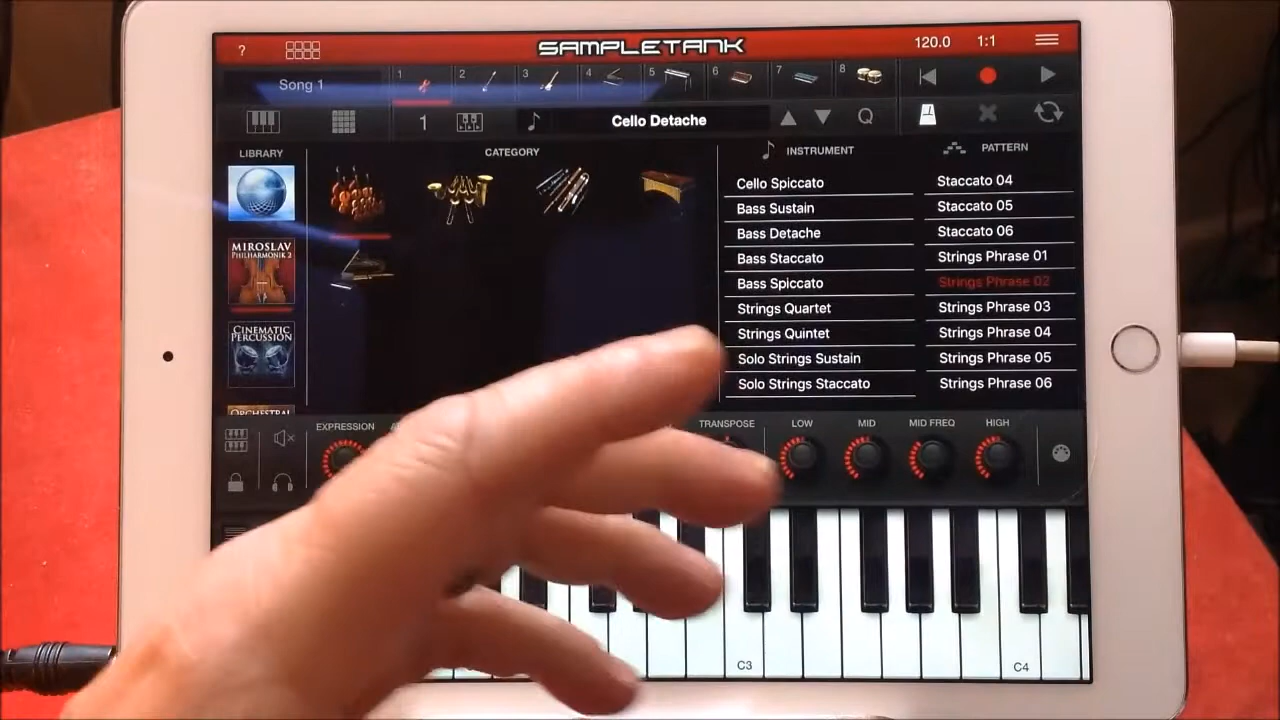 ? SAMPLETANK 120.0 1:1
Song 1 1 2 3 4 5 6 7 8
1 Cello Detache Q
LIBRARY CATEGORY INSTRUMENT PATTERN
Cello Spiccato Staccato 04
Bass Sustain Staccato 05
Bass Detache Staccato 06
MIROSLAV
PHILHARMONIK 2
Bass Staccato Strings Phrase 01
Bass Spiccato Strings Phrase 02
Strings Quartet Strings Phrase 03
CINEMATIC
PERCUSSION
Strings Quintet Strings Phrase 04
Solo Strings Sustain Strings Phrase 05
Solo Strings Staccato Strings Phrase 06
ORCHESTRAL
EXPRESSION TRANSPOSE LOW MID MID FREQ HIGH
C3 C4